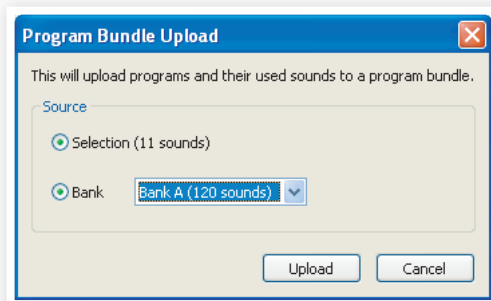 Program Bundle Upload
This will upload programs and their used sounds to a program bundle.
Source
Selection (11 sounds)
Bank Bank A (120 sounds)
Upload Cancel